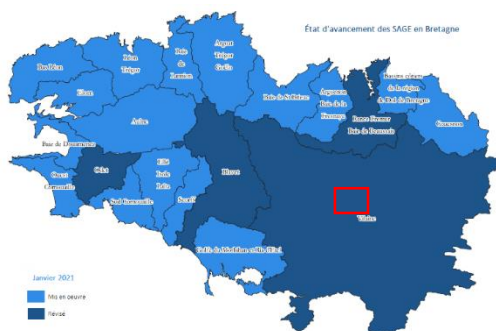 État d'avancement des SAGE en Bretagne
Bas Léon
Léon
Trégor
Baie
de
Lannion
Argoat
Trégor
Goëlo
Elorn
Aulne
Baie de Saint-Brieuc
Arguenon
Baie de la
Fresnaye
Rance Frémur
Baie de Beaussais
Bassins côtiers
de la région
de Dol de Bretagne
Couesnon
Baie de Douarnenez
Ouest
Cornouaille
Odet
Sud Cornouaille
Ellé
Isole
Laïta
Scorff
Blavet
Vilaine
Golfe du Morbihan et Ria d'Etel
Janvier 2021
Mis en oeuvre
Révisé